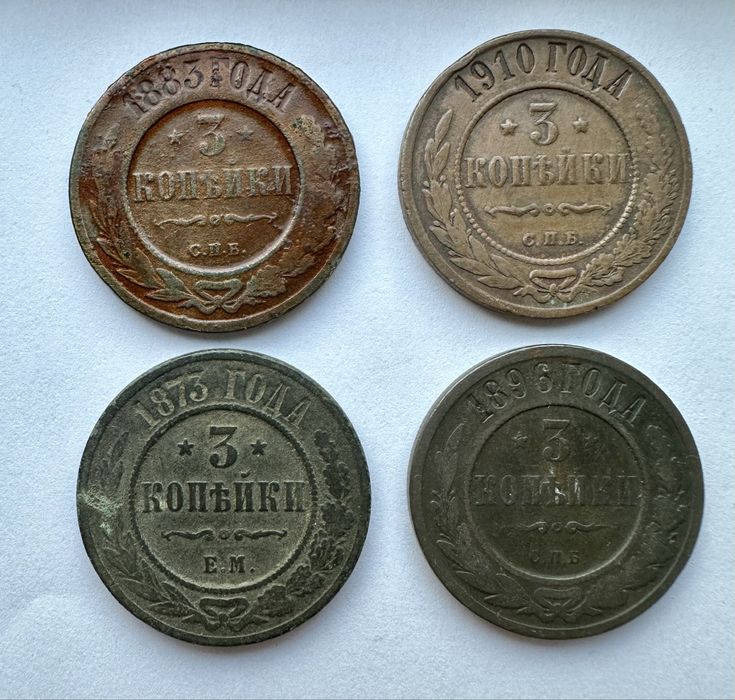 1883 ГОДА
3
КОПѢЙКИ
С.П.Б.
1910 ГОДА
3
КОПѢЙКИ
С.П.Б.
1873 ГОДА
3
КОПѢЙКИ
Е.М.
1896 ГОДА
3
КОПѢЙКИ
С.П.Б